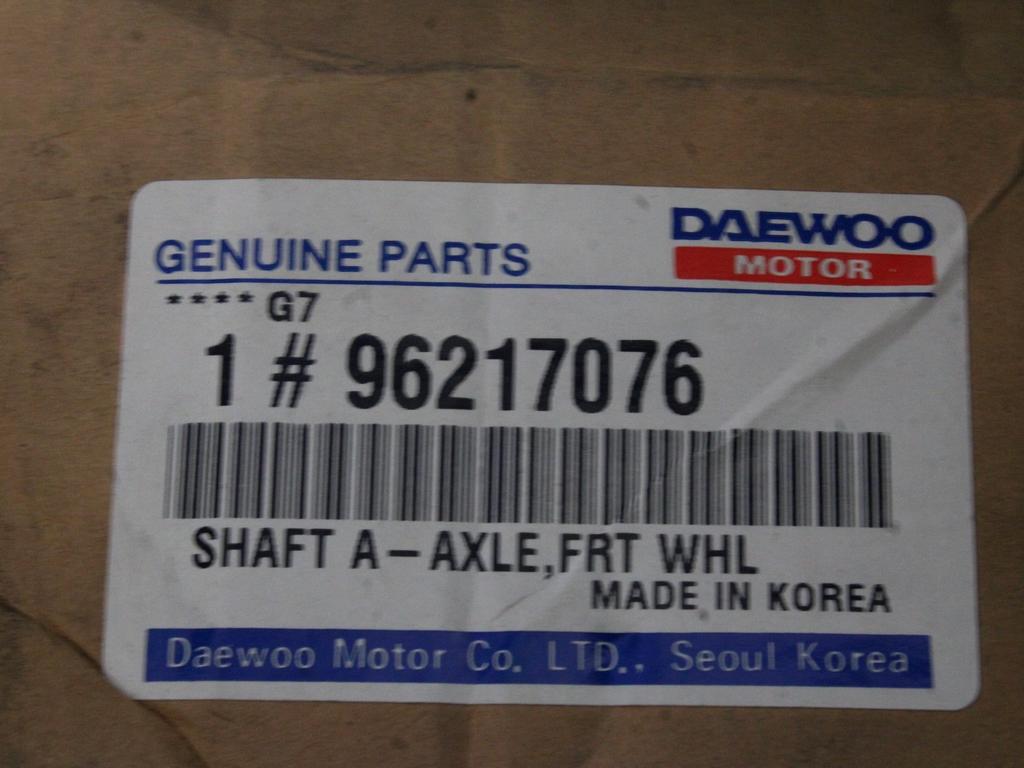 DAEWOO
GENUINE PARTS
MOTOR
**** G7
1 # 96217076
SHAFT A-AXLE,FRT WHL
MADE IN KOREA
Daewoo Motor Co. LTD., Seoul Korea